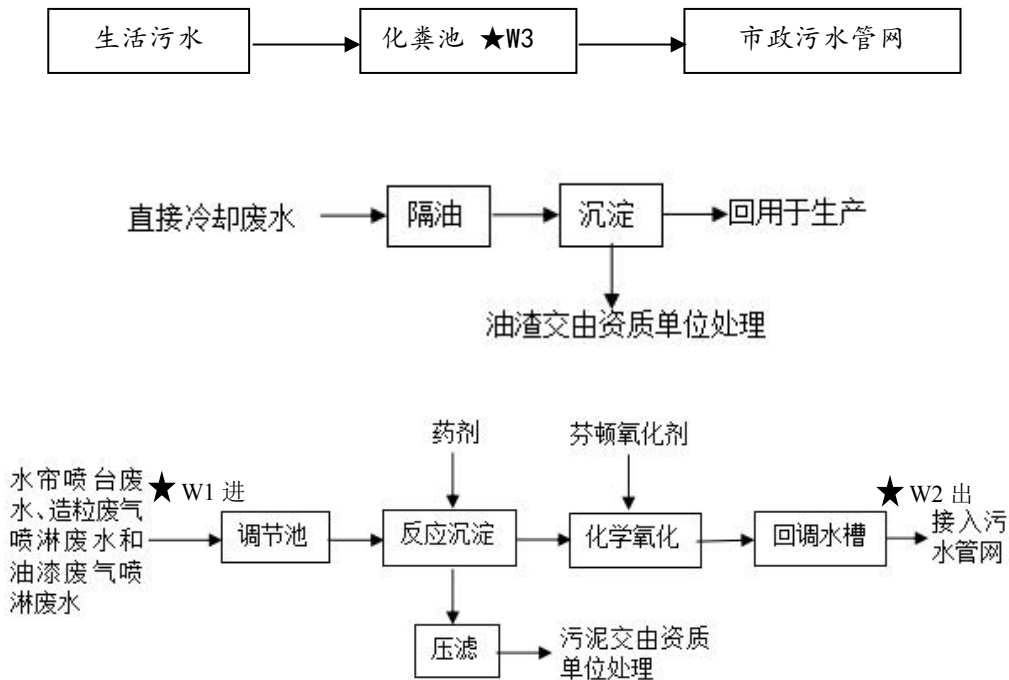 生活污水
化粪池 ★W3
市政污水管网
直接冷却废水
隔油
沉淀
回用于生产
油渣交由资质单位处理
药剂
芬顿氧化剂
水帘喷台废
水、造粒废气
喷淋废水和
油漆废气喷
淋废水
★ W1 进
调节池
反应沉淀
化学氧化
回调水槽
★ W2 出
接入污
水管网
压滤
污泥交由资质
单位处理